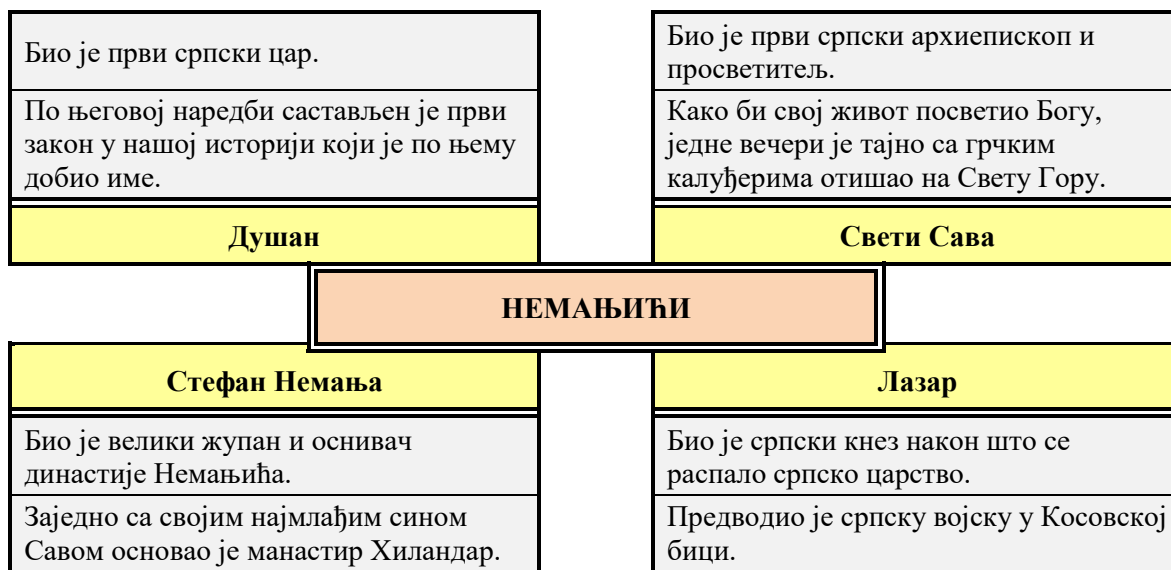 Био је први српски цар.
По његовој наредби састављен је први
закон у нашој историји који је по њему
добио име.
Душан
Био је први српски архиепископ и
просветитељ.
Како би свој живот посветио Богу,
једне вечери је тајно са грчким
калуђерима отишао на Свету Гору.
Свети Сава
НЕМАЊИЋИ
Стефан Немања
Био је велики жупан и оснивач
династије Немањића.
Заједно са својим најмлађим сином
Савом основао је манастир Хиландар.
Лазар
Био је српски кнез након што се
распало српско царство.
Предводио је српску војску у Косовској
бици.